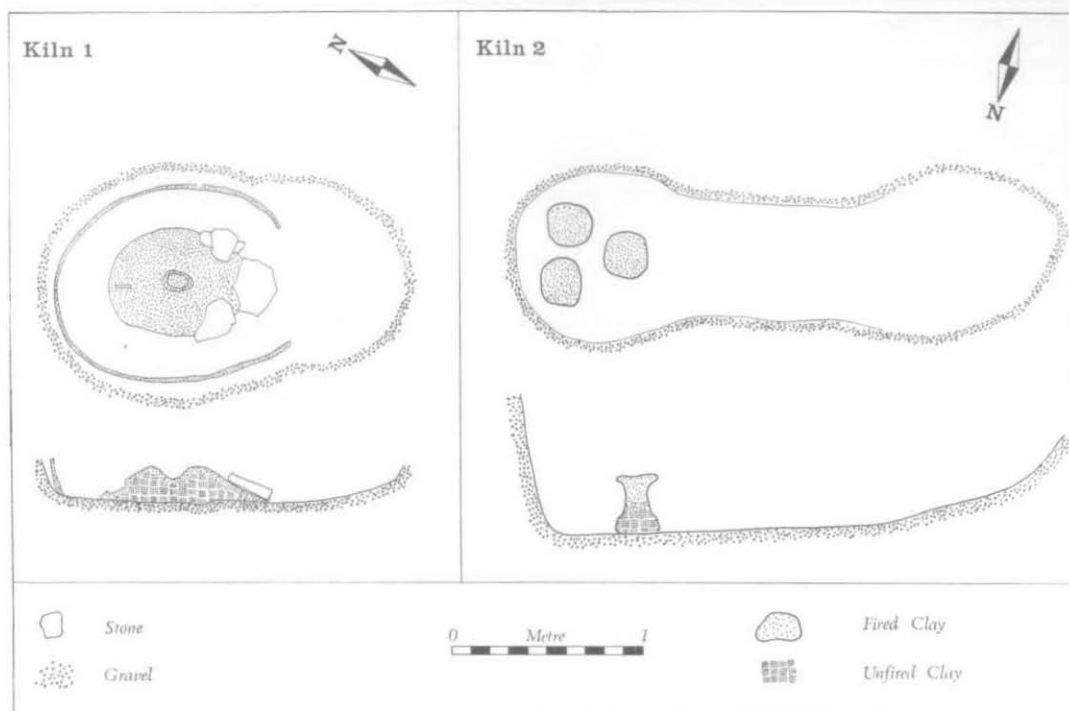 Kiln 1
N
Kiln 2
N
Stone
Gravel
0 Metre 1
Fired Clay
Unfired Clay